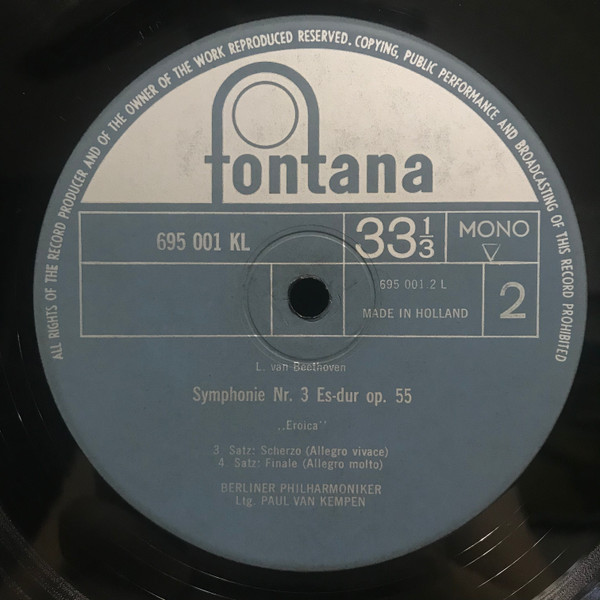 ALL RIGHTS OF THE RECORD PRODUCER AND OF THE OWNER OF THE WORK REPRODUCED RESERVED. COPYING, PUBLIC PERFORMANCE AND BROADCASTING OF THIS RECORD PROHIBITED
fontana
695 001 KL
33 1/3
MONO
695 001 2 L
MADE IN HOLLAND
2
L. van Beethoven
Symphonie Nr. 3 Es-dur op. 55
,,Eroica''
3 Satz: Scherzo (Allegro vivace)
4 Satz: Finale (Allegro molto)
BERLINER PHILHARMONIKER
Ltg. PAUL VAN KEMPEN